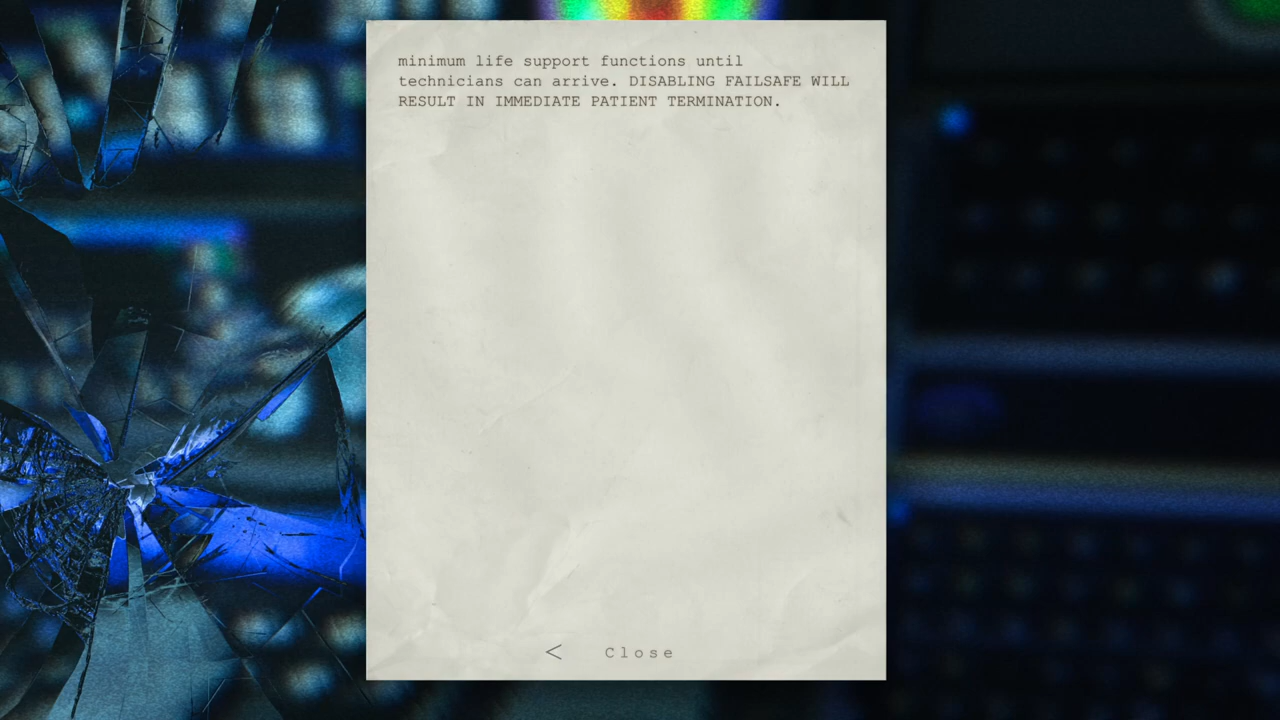 minimum life support functions until
technicians can arrive. DISABLING FAILSAFE WILL
RESULT IN IMMEDIATE PATIENT TERMINATION.
< Close